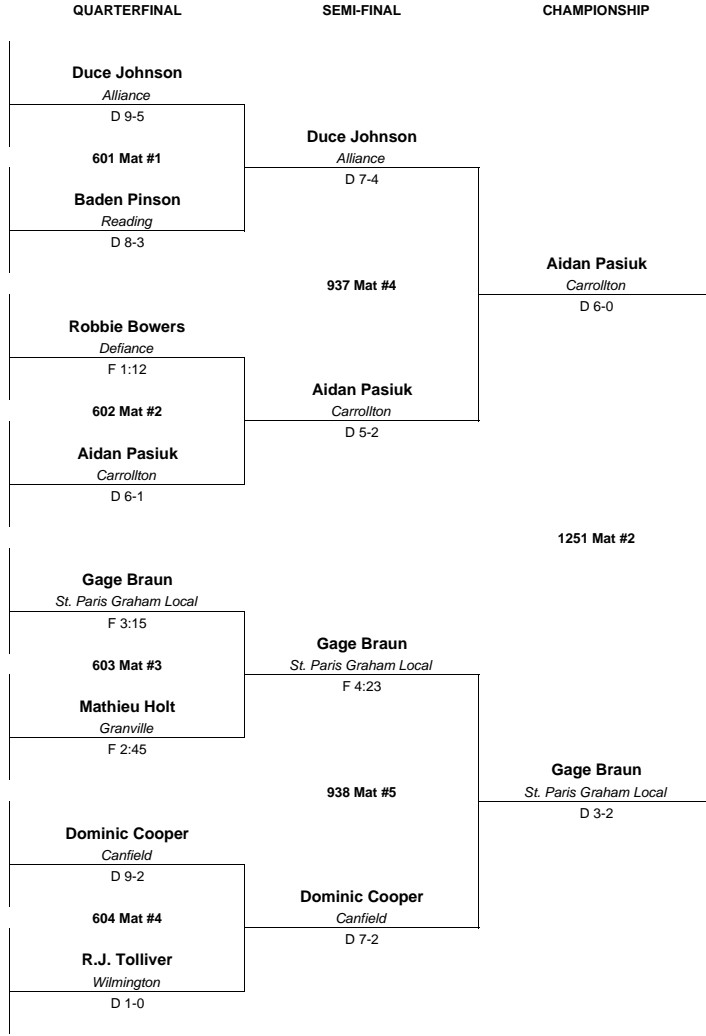 QUARTERFINAL SEMI-FINAL CHAMPIONSHIP
Duce Johnson
Alliance
D 9-5
601 Mat #1
Baden Pinson
Reading
D 8-3
Robbie Bowers
Defiance
F 1:12
602 Mat #2
Aidan Pasiuk
Carrollton
D 6-1
Gage Braun
St. Paris Graham Local
F 3:15
603 Mat #3
Mathieu Holt
Granville
F 2:45
Dominic Cooper
Canfield
D 9-2
604 Mat #4
R.J. Tolliver
Wilmington
D 1-0
Duce Johnson
Alliance
D 7-4
937 Mat #4
Aidan Pasiuk
Carrollton
D 5-2
Gage Braun
St. Paris Graham Local
F 4:23
938 Mat #5
Dominic Cooper
Canfield
D 7-2
Aidan Pasiuk
Carrollton
D 6-0
1251 Mat #2
Gage Braun
St. Paris Graham Local
D 3-2